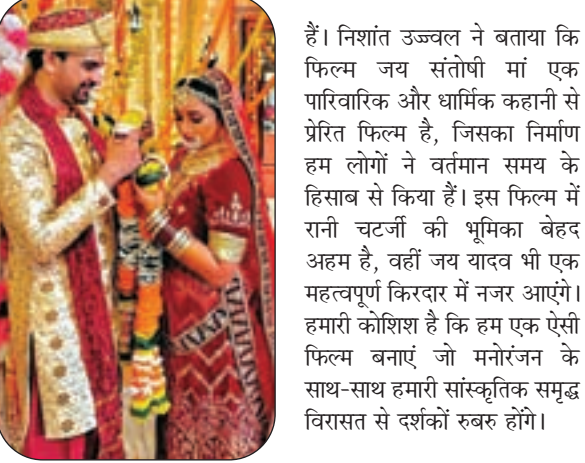 हैं। निशांत उज्ज्वल ने बताया कि
फिल्म जय संतोषी मां एक
पारिवारिक और धार्मिक कहानी से
प्रेरित फिल्म है, जिसका निर्माण
हम लोगों ने वर्तमान समय के
हिसाब से किया हैं। इस फिल्म में
रानी चटर्जी की भूमिका बेहद
अहम है, वहीं जय यादव भी एक
महत्वपूर्ण किरदार में नजर आएंगे।
हमारी कोशिश है कि हम एक ऐसी
फिल्म बनाएं जो मनोरंजन के
साथ-साथ हमारी सांस्कृतिक समृद्ध
विरासत से दर्शकों रुबरु होंगे।